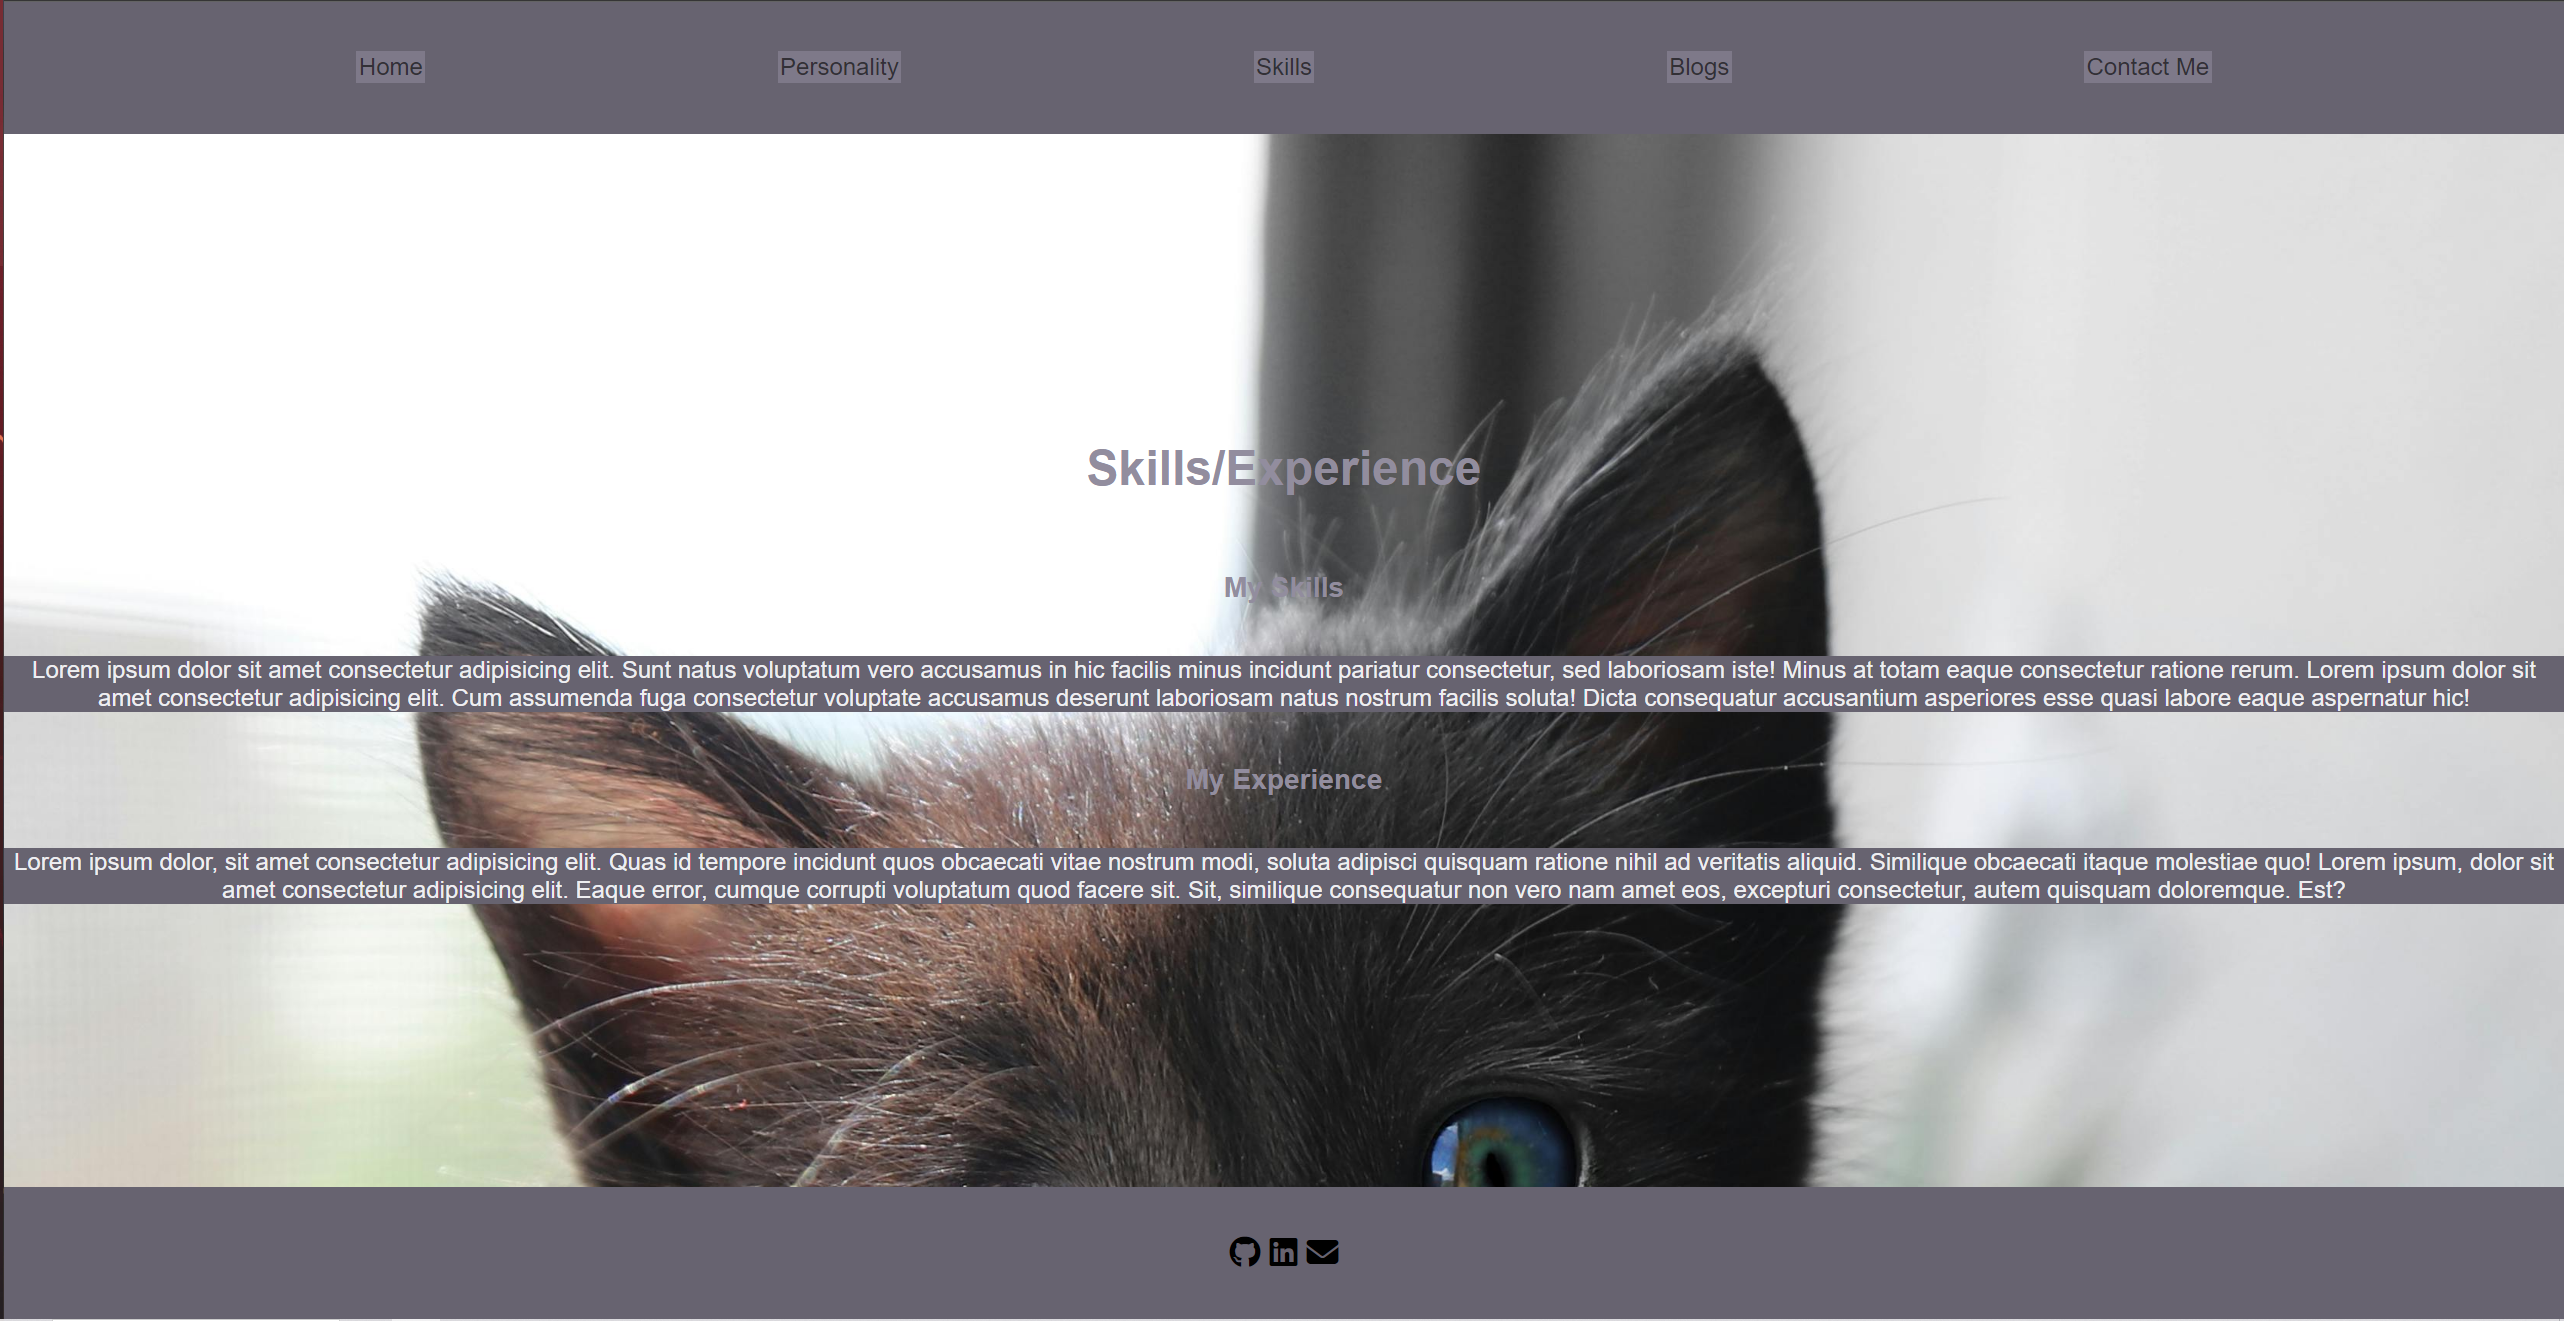 Home Personality Skills Blogs Contact Me
Skills/Experience
My Skills
Lorem ipsum dolor sit amet consectetur adipisicing elit. Sunt natus voluptatum vero accusamus in hic facilis minus incidunt pariatur consectetur, sed laboriosam iste! Minus at totam eaque consectetur ratione rerum. Lorem ipsum dolor sit
amet consectetur adipisicing elit. Cum assumenda fuga consectetur voluptate accusamus deserunt laboriosam natus nostrum facilis soluta! Dicta consequatur accusantium asperiores esse quasi labore eaque aspernatur hic!
My Experience
Lorem ipsum dolor, sit amet consectetur adipisicing elit. Quas id tempore incidunt quos obcaecati vitae nostrum modi, soluta adipisci quisquam ratione nihil ad veritatis aliquid. Similique obcaecati itaque molestiae quo! Lorem ipsum, dolor sit
amet consectetur adipisicing elit. Eaque error, cumque corrupti voluptatum quod facere sit. Sit, similique consequatur non vero nam amet eos, excepturi consectetur, autem quisquam doloremque. Est?
in